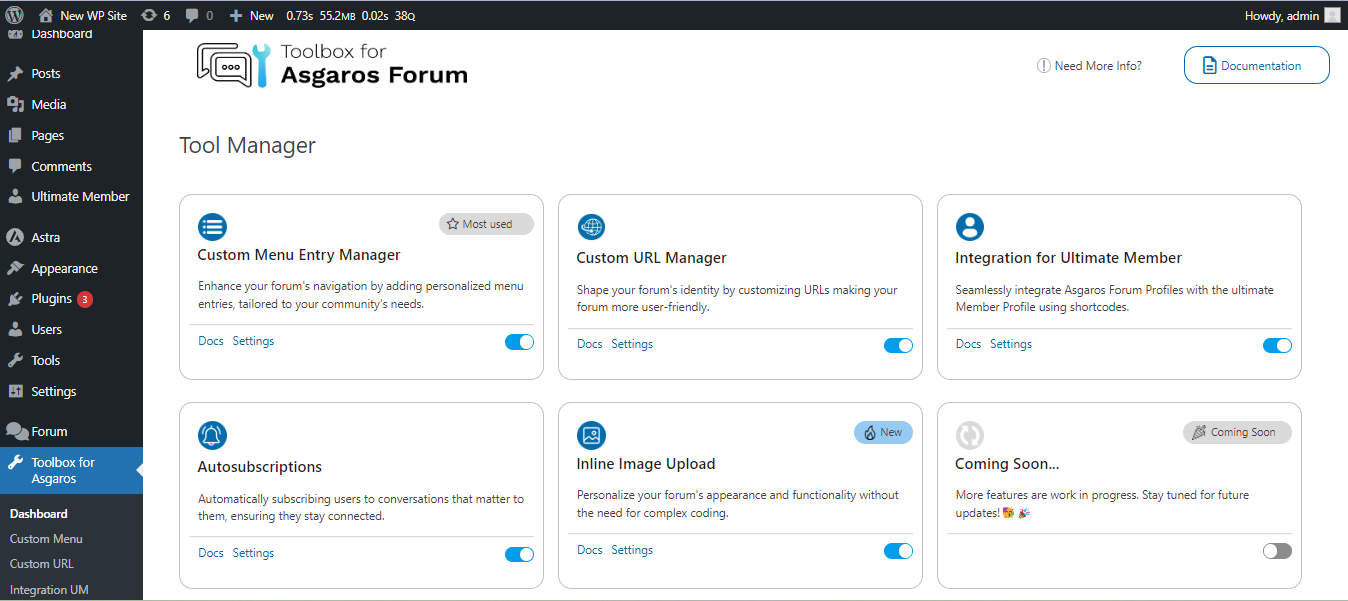 New WP Site 6 0 New 0.73s 55.2MB 0.02s 38Q Howdy, admin
Dashboard
Posts
Media
Pages
Comments
Ultimate Member
Astra
Appearance
Plugins 3
Users
Tools
Settings
Forum
Toolbox for
Asgaros
Dashboard
Custom Menu
Custom URL
Integration UM
Toolbox for
Asgaros Forum
Need More Info?
Documentation
Tool Manager
Most used
Custom Menu Entry Manager
Enhance your forum's navigation by adding personalized menu
entries, tailored to your community's needs.
Docs Settings
Custom URL Manager
Shape your forum's identity by customizing URLs making your
forum more user-friendly.
Docs Settings
Integration for Ultimate Member
Seamlessly integrate Asgaros Forum Profiles with the ultimate
Member Profile using shortcodes.
Docs Settings
Autosubscriptions
Automatically subscribing users to conversations that matter to
them, ensuring they stay connected.
Docs Settings
New
Inline Image Upload
Personalize your forum's appearance and functionality without
the need for complex coding.
Docs Settings
Coming Soon
Coming Soon...
More features are work in progress. Stay tuned for future
updates!